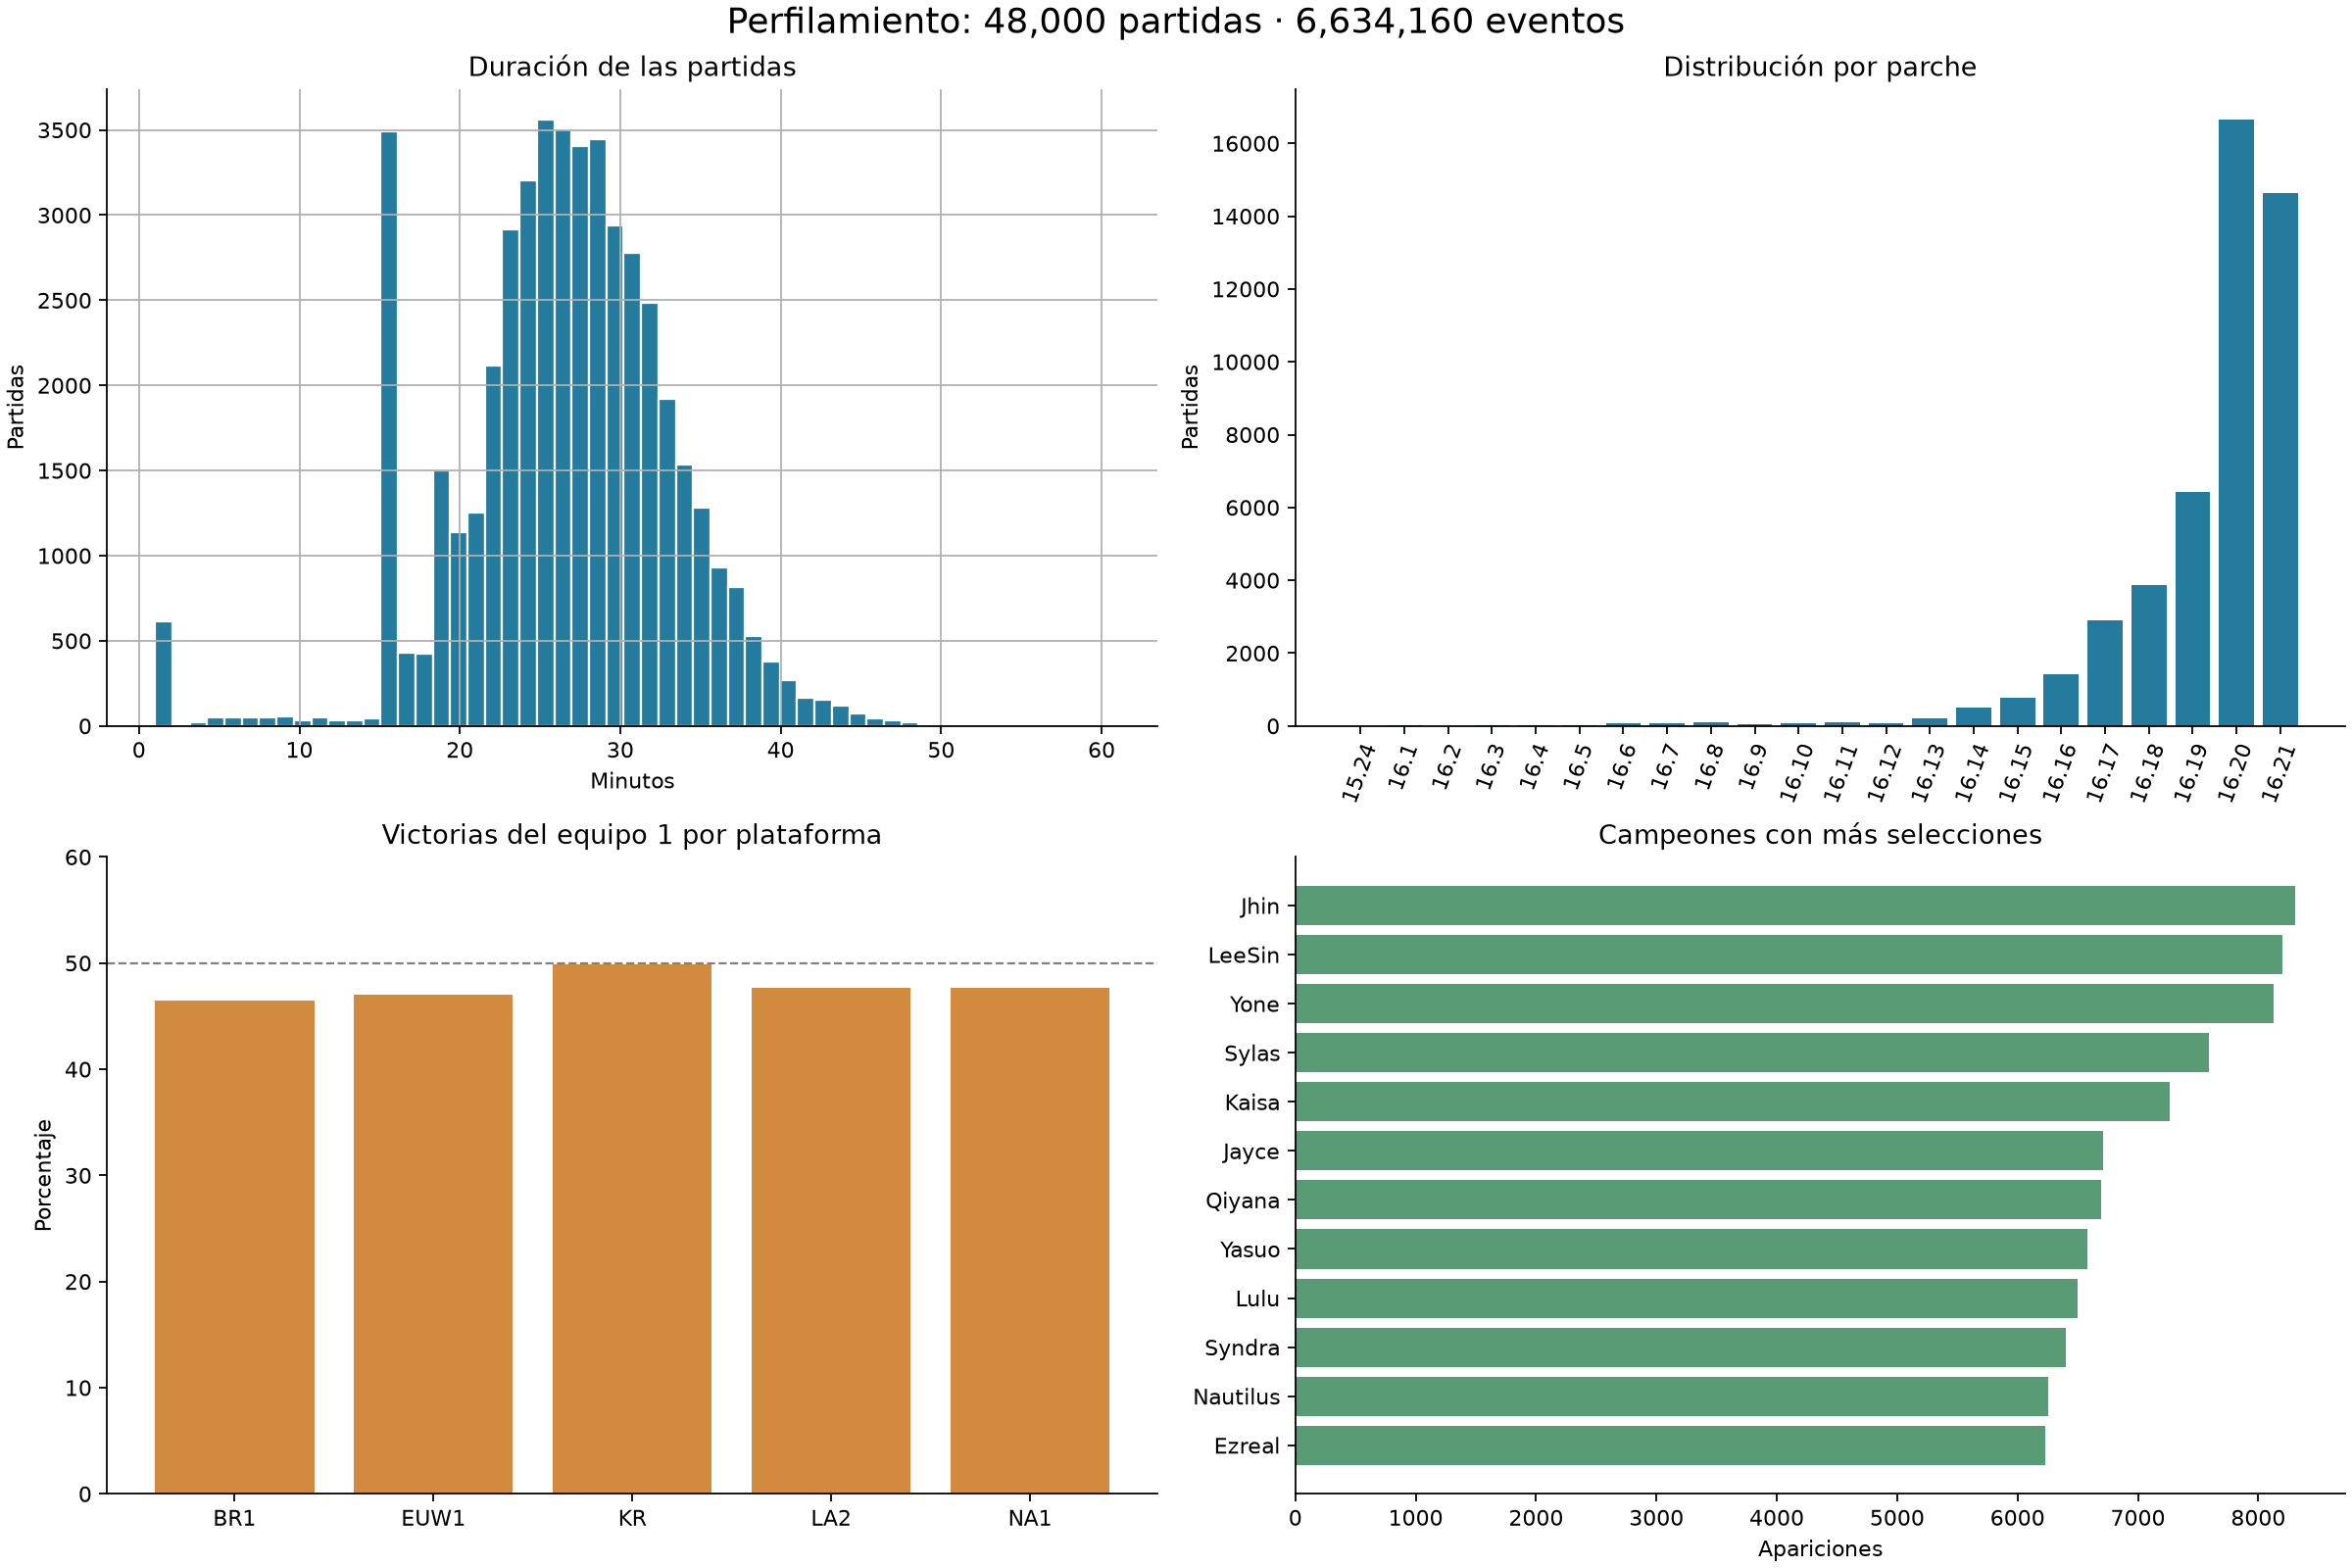 Perfilamiento: 48,000 partidas · 6,634,160 eventos
Duración de las partidas
Partidas
3500
3000
2500
2000
1500
1000
500
0
0 10 20 30 40 50 60
Minutos
Distribución por parche
Partidas
16000
14000
12000
10000
8000
6000
4000
2000
0
15.24 16.1 16.2 16.3 16.4 16.5 16.6 16.7 16.8 16.9 16.10 16.11 16.12 16.13 16.14 16.15 16.16 16.17 16.18 16.19 16.20 16.21
Victorias del equipo 1 por plataforma
Porcentaje
60
50
40
30
20
10
0
BR1 EUW1 KR LA2 NA1
Campeones con más selecciones
Jhin
LeeSin
Yone
Sylas
Kaisa
Jayce
Qiyana
Yasuo
Lulu
Syndra
Nautilus
Ezreal
0 1000 2000 3000 4000 5000 6000 7000 8000
Apariciones